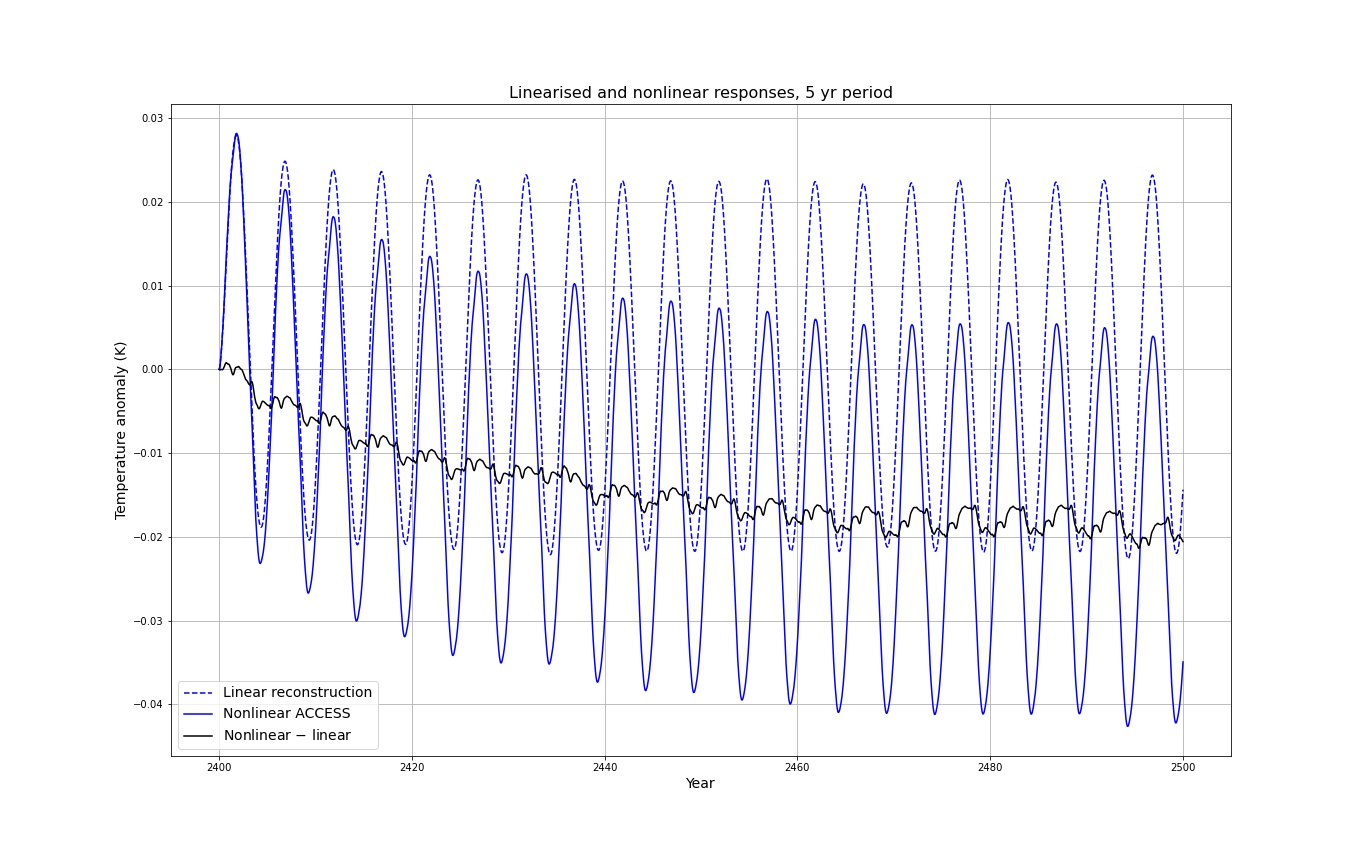 Linearised and nonlinear responses, 5 yr period
0.03
0.02
0.01
0.00
−0.01
−0.02
−0.03
−0.04
Temperature anomaly (K)
Linear reconstruction
Nonlinear ACCESS
Nonlinear − linear
2400 2420 2440 2460 2480 2500
Year